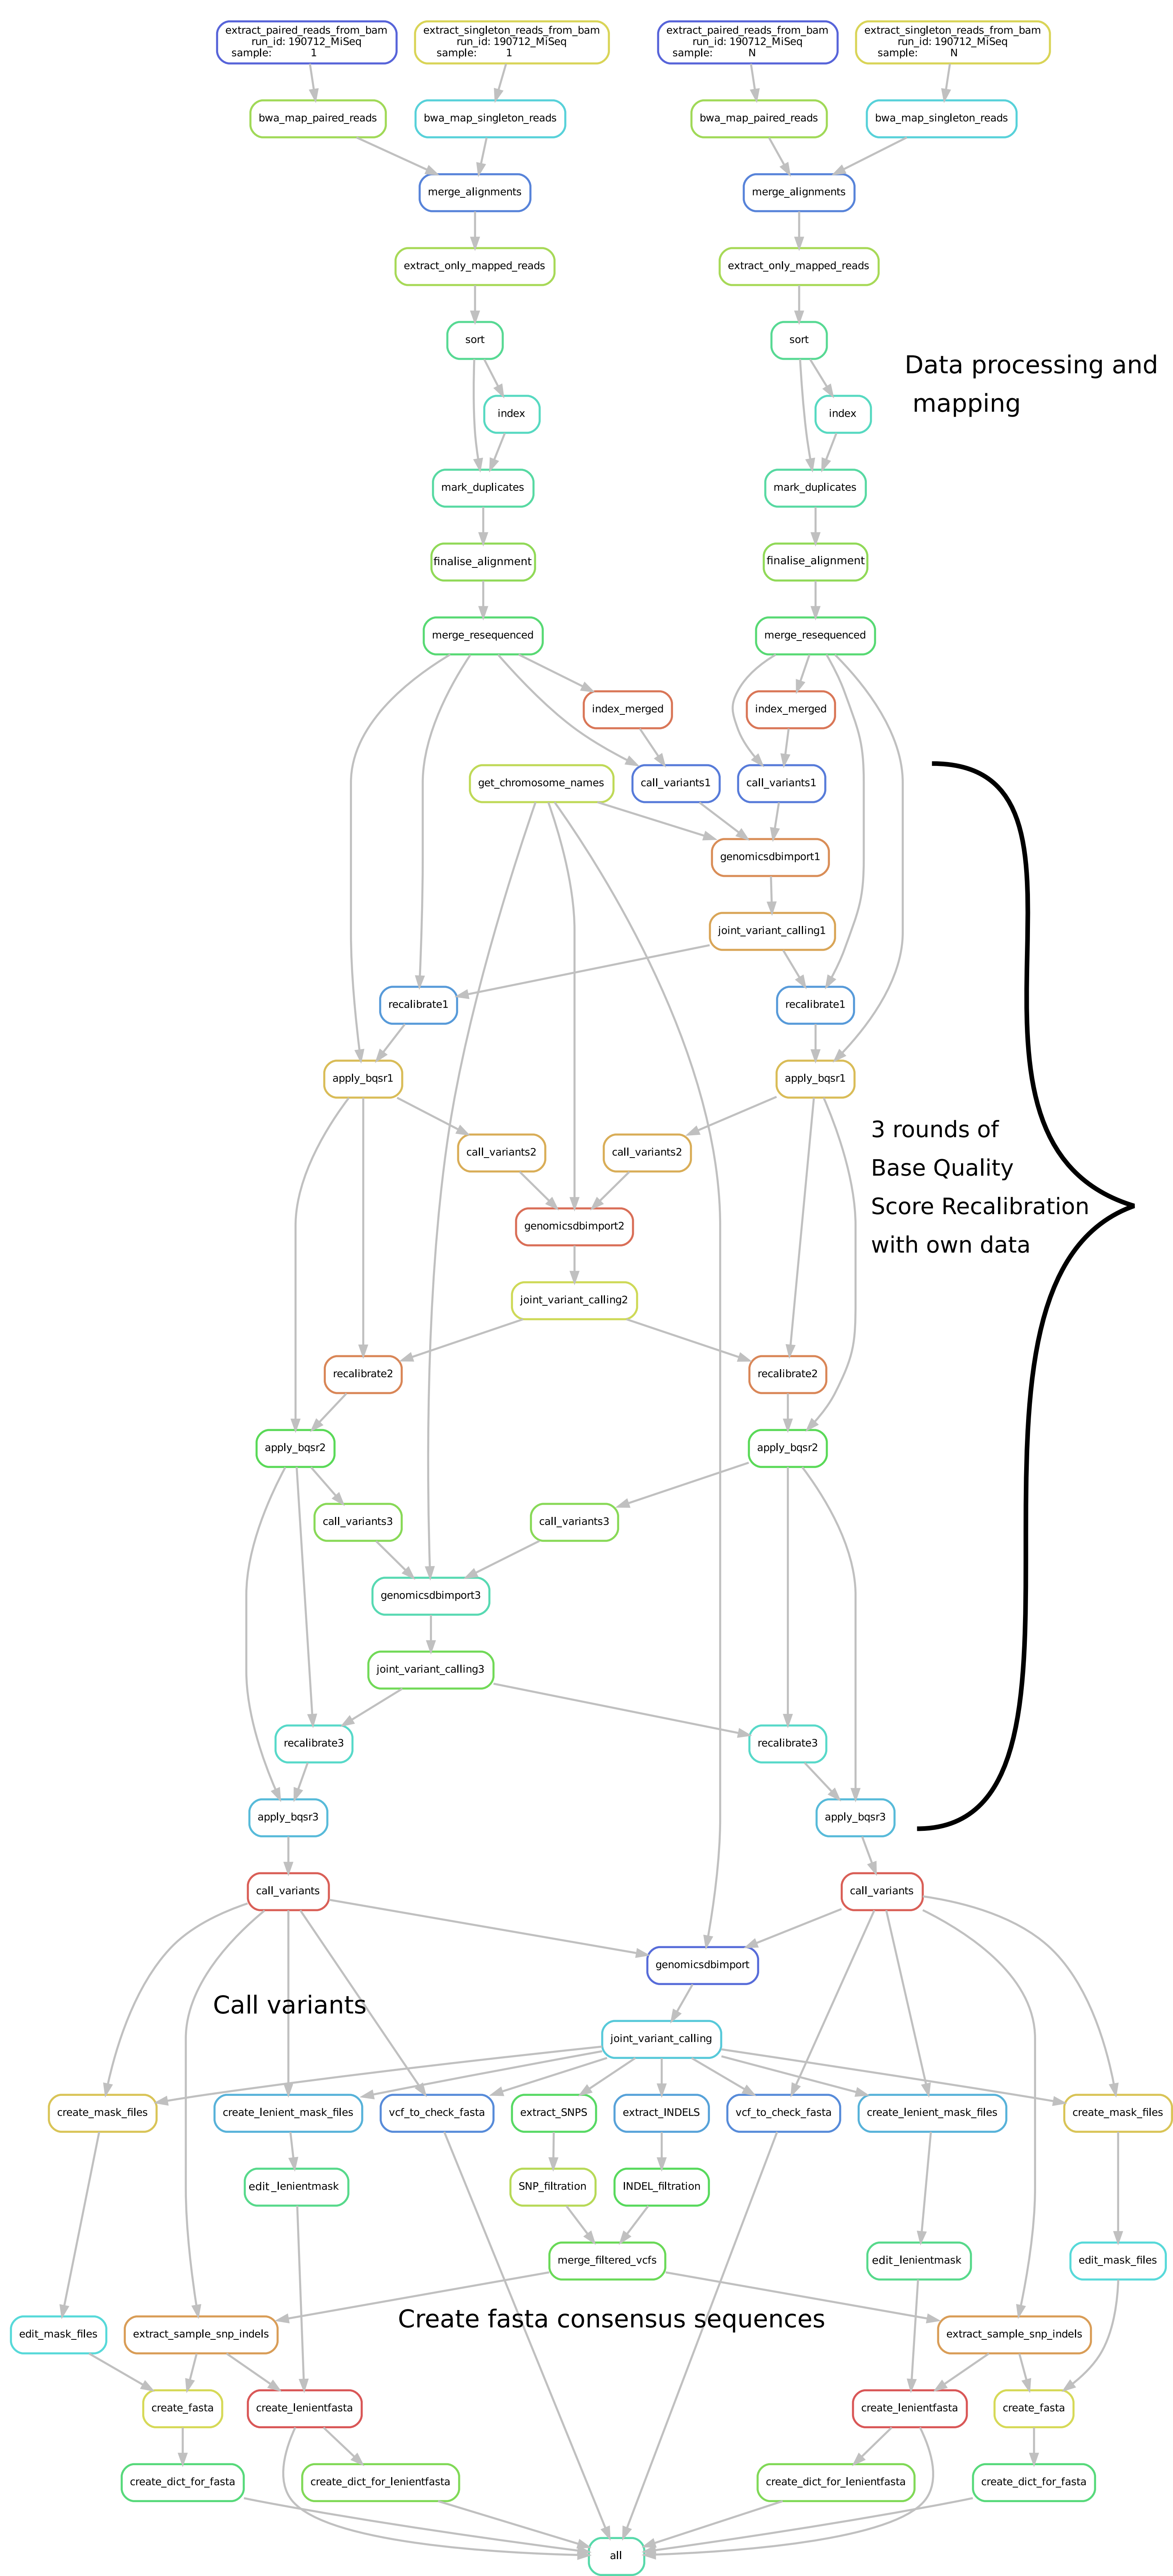 extract_paired_reads_from_bam
run_id: 190712_MiSeq
sample: 1
extract_singleton_reads_from_bam
run_id: 190712_MiSeq
sample: 1
extract_paired_reads_from_bam
run_id: 190712_MiSeq
sample: N
extract_singleton_reads_from_bam
run_id: 190712_MiSeq
sample: N
bwa_map_paired_reads
bwa_map_singleton_reads
bwa_map_paired_reads
bwa_map_singleton_reads
merge_alignments
merge_alignments
extract_only_mapped_reads
extract_only_mapped_reads
sort
sort
Data processing and
mapping
index
index
mark_duplicates
mark_duplicates
finalise_alignment
finalise_alignment
merge_resequenced
merge_resequenced
index_merged
index_merged
get_chromosome_names
call_variants1
call_variants1
genomicsdbimport1
joint_variant_calling1
recalibrate1
recalibrate1
apply_bqsr1
apply_bqsr1
3 rounds of
Base Quality
Score Recalibration
with own data
call_variants2
call_variants2
genomicsdbimport2
joint_variant_calling2
recalibrate2
recalibrate2
apply_bqsr2
apply_bqsr2
call_variants3
call_variants3
genomicsdbimport3
joint_variant_calling3
recalibrate3
recalibrate3
apply_bqsr3
apply_bqsr3
call_variants
call_variants
genomicsdbimport
Call variants
joint_variant_calling
create_mask_files
create_lenient_mask_files
vcf_to_check_fasta
extract_SNPS
extract_INDELS
vcf_to_check_fasta
create_lenient_mask_files
create_mask_files
edit_lenientmask
SNP_filtration
INDEL_filtration
merge_filtered_vcfs
edit_lenientmask
edit_mask_files
Create fasta consensus sequences
edit_mask_files
extract_sample_snp_indels
extract_sample_snp_indels
create_fasta
create_lenientfasta
create_lenientfasta
create_fasta
create_dict_for_fasta
create_dict_for_lenientfasta
create_dict_for_lenientfasta
create_dict_for_fasta
all